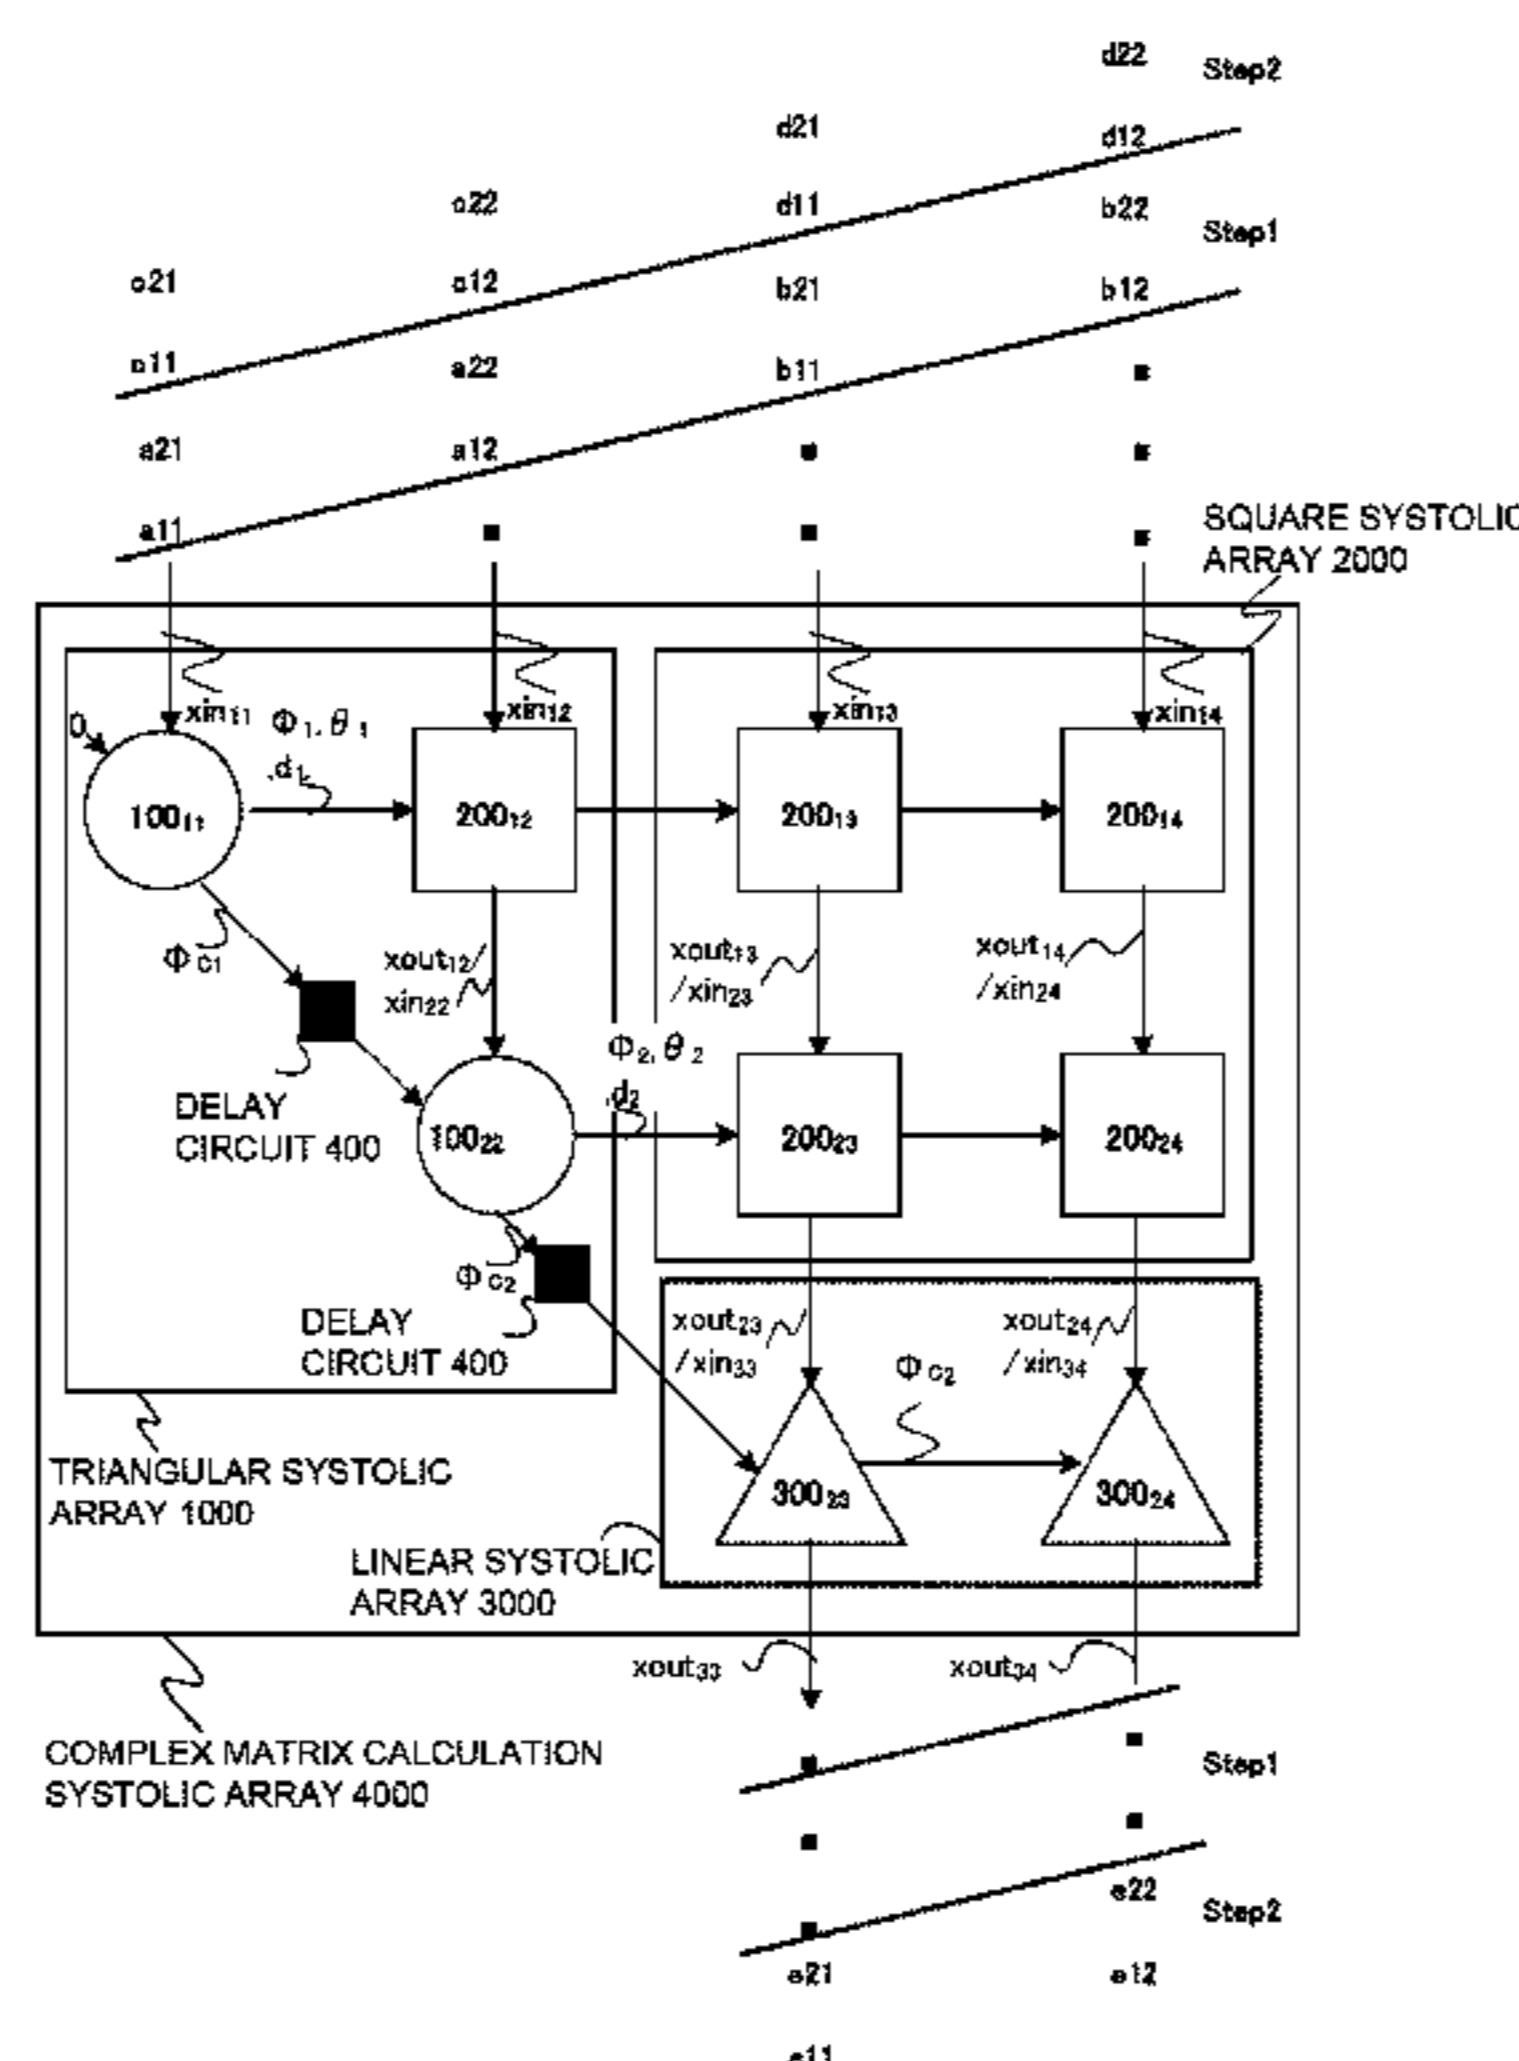 d22 Step2
d21 d12
c22 d11 b22 Step1
c21 c12 b21 b12
c11 a22 b11
a21 a12
a11
SQUARE SYSTOLIC
ARRAY 2000
xin11 xin12 xin13 xin14
0 Φ1, θ1
d1
100₁₁ 200₁₂ 200₁₃ 200₁₄
Φc1
xout12/
xin22
xout13
/xin23
xout14
/xin24
DELAY
CIRCUIT 400
Φ2, θ2
d2
100₂₂ 200₂₃ 200₂₄
Φc2
DELAY
CIRCUIT 400
xout23
/xin33
Φc2
xout24
/xin34
300₂₃ 300₂₄
TRIANGULAR SYSTOLIC
ARRAY 1000
LINEAR SYSTOLIC
ARRAY 3000
xout33 xout34
COMPLEX MATRIX CALCULATION
SYSTOLIC ARRAY 4000
Step1
e22 Step2
e21 e12
e11